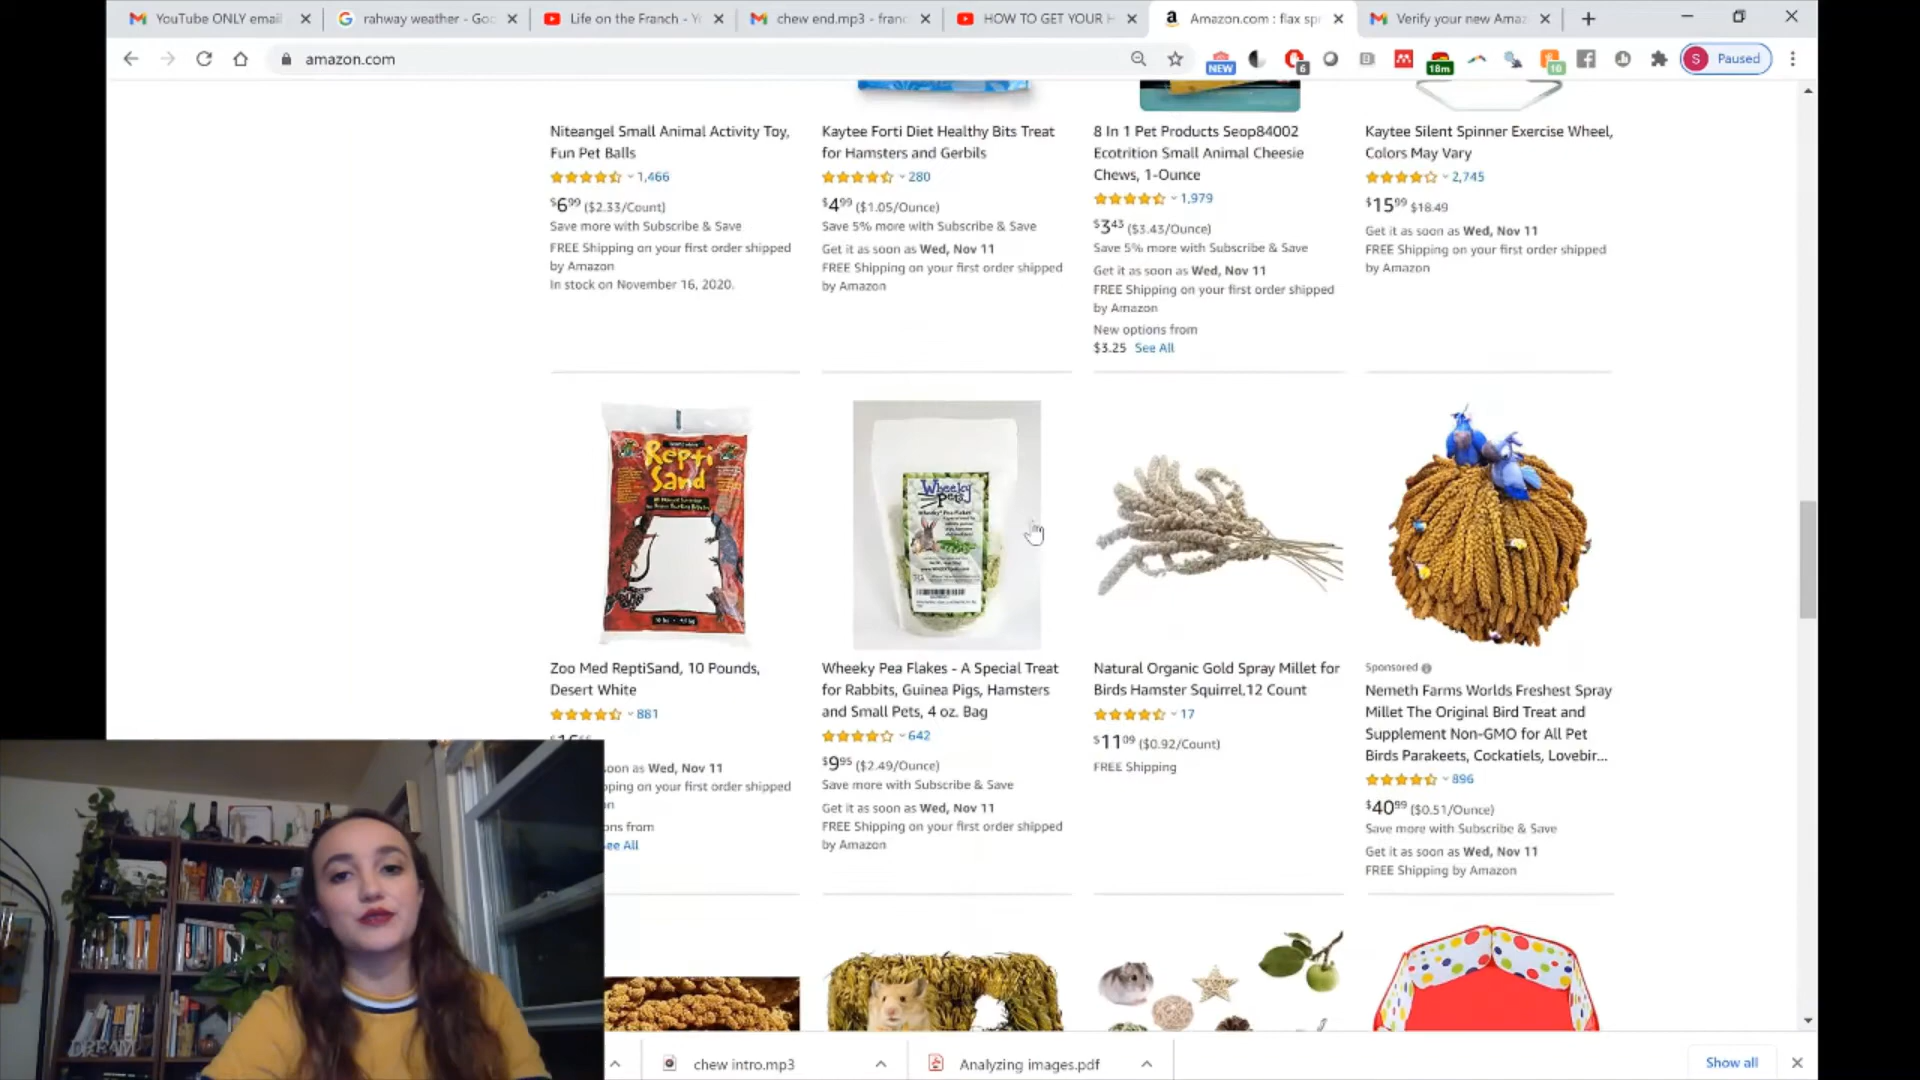 YouTube ONLY email
rahway weather - Goo
Life on the Franch - Y
chew end.mp3 - fran
HOW TO GET YOUR H
Amazon.com : flax sp
Verify your new Amaz
amazon.com
NEW
6
18m
10
S Paused
Niteangel Small Animal Activity Toy,
Fun Pet Balls
1,466
$6.99 ($2.33/Count)
Save more with Subscribe & Save
FREE Shipping on your first order shipped
by Amazon
In stock on November 16, 2020.
Kaytee Forti Diet Healthy Bits Treat
for Hamsters and Gerbils
280
$4.99 ($1.05/Ounce)
Save 5% more with Subscribe & Save
Get it as soon as Wed, Nov 11
FREE Shipping on your first order shipped
by Amazon
8 In 1 Pet Products Seop84002
Ecotrition Small Animal Cheesie
Chews, 1-Ounce
1,979
$3.43 ($3.43/Ounce)
Save 5% more with Subscribe & Save
Get it as soon as Wed, Nov 11
FREE Shipping on your first order shipped
by Amazon
New options from
$3.25 See All
Kaytee Silent Spinner Exercise Wheel,
Colors May Vary
2,745
$15.99 $18.49
Get it as soon as Wed, Nov 11
FREE Shipping on your first order shipped
by Amazon
Repti
Sand
Wheeky
Pets
Zoo Med ReptiSand, 10 Pounds,
Desert White
881
soon as Wed, Nov 11
pping on your first order shipped
on
ons from
ee All
Wheeky Pea Flakes - A Special Treat
for Rabbits, Guinea Pigs, Hamsters
and Small Pets, 4 oz. Bag
642
$9.95 ($2.49/Ounce)
Save more with Subscribe & Save
Get it as soon as Wed, Nov 11
FREE Shipping on your first order shipped
by Amazon
Natural Organic Gold Spray Millet for
Birds Hamster Squirrel,12 Count
17
$11.09 ($0.92/Count)
FREE Shipping
Sponsored
Nemeth Farms Worlds Freshest Spray
Millet The Original Bird Treat and
Supplement Non-GMO for All Pet
Birds Parakeets, Cockatiels, Lovebir...
896
$40.99 ($0.51/Ounce)
Save more with Subscribe & Save
Get it as soon as Wed, Nov 11
FREE Shipping by Amazon
DREAM
chew intro.mp3
Analyzing images.pdf
Show all